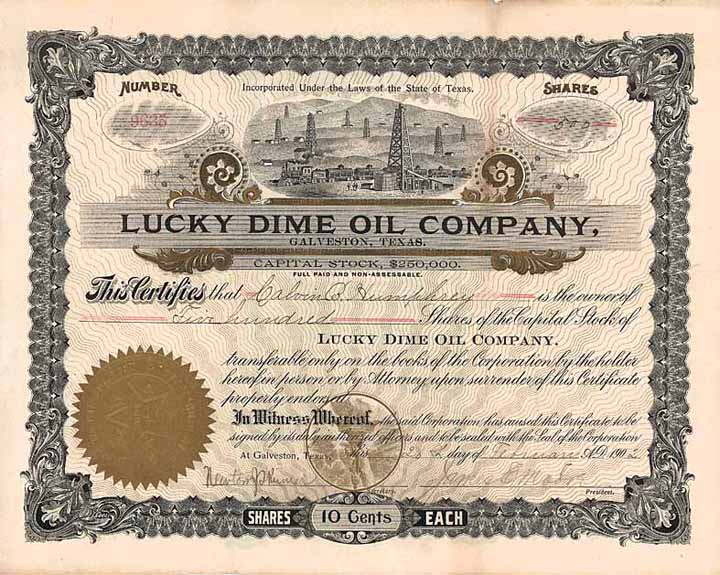 NUMBER
Incorporated Under the Laws of the State of Texas.
SHARES
9635
500
LUCKY DIME OIL COMPANY,
GALVESTON, TEXAS.
CAPITAL STOCK, $250,000.
FULL PAID AND NON-ASSESSABLE.
This Certifies that Calvin B. Humphrey is the owner of
Five hundred Shares of the Capital Stock of
LUCKY DIME OIL COMPANY.
transferable only on the books of the Corporation by the holder
hereof in person or by Attorney upon surrender of this Certificate
properly endorsed.
In Witness Whereof, the said Corporation has caused this Certificate to be
signed by its duly authorized officers and to be sealed with the Seal of the Corporation
At Galveston, Texas, this 28 day of February A.D. 190
Secretary.
President.
SHARES 10 Cents EACH